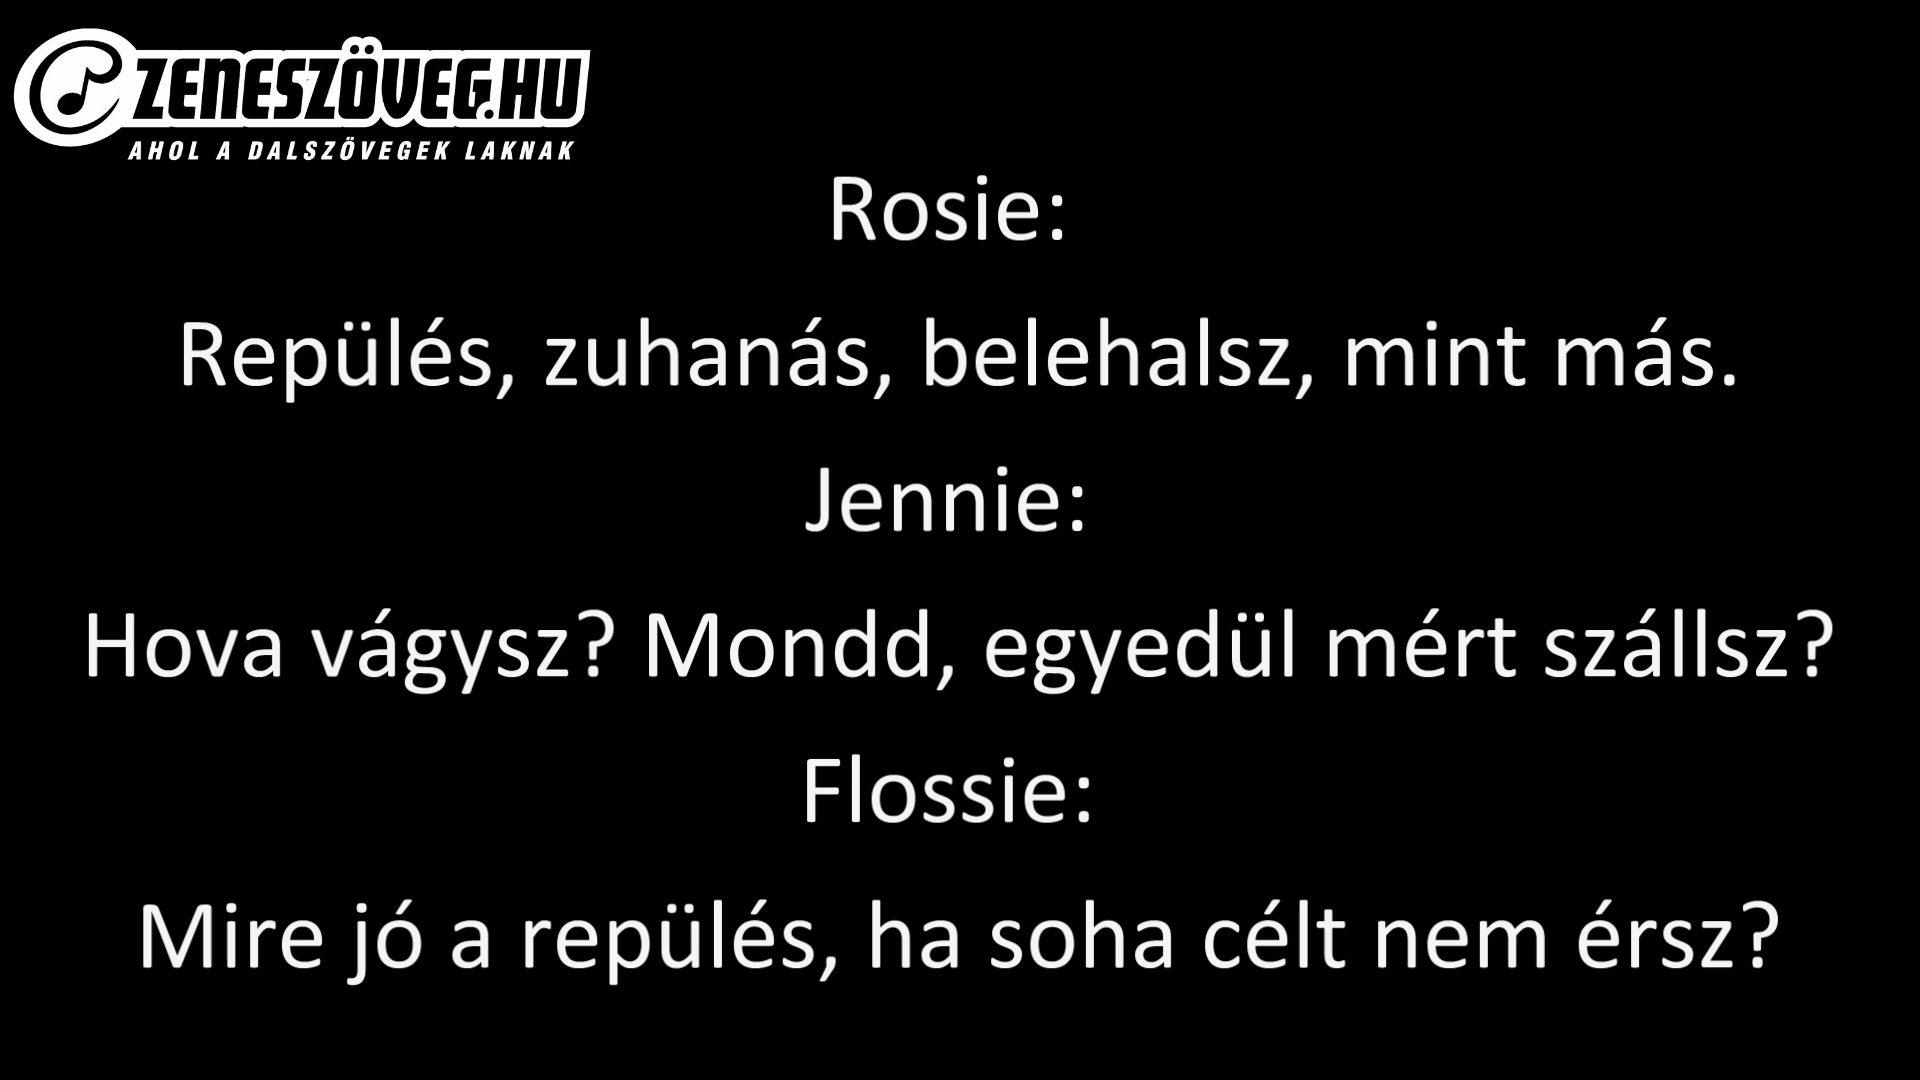 ZENESZÖVEG.HU
AHOL A DALSZÖVEGEK LAKNAK
Rosie:
Repülés, zuhanás, belehalsz, mint más.
Jennie:
Hova vágysz? Mondd, egyedül mért szállsz?
Flossie:
Mire jó a repülés, ha soha célt nem érsz?